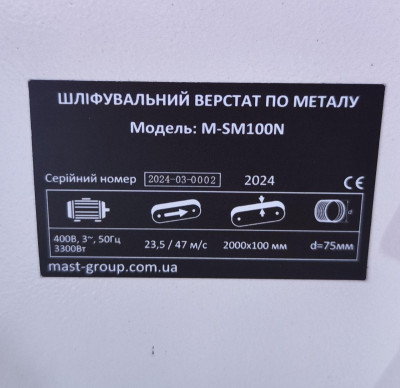 ШЛІФУВАЛЬНИЙ ВЕРСТАТ ПО МЕТАЛУ
Модель: M-SM100N
Серійний номер 2024-03-0002 2024 CE
d
400В, 3~, 50Гц 23,5 / 47 м/с 2000х100 мм d=75мм
3300Вт
mast-group.com.ua